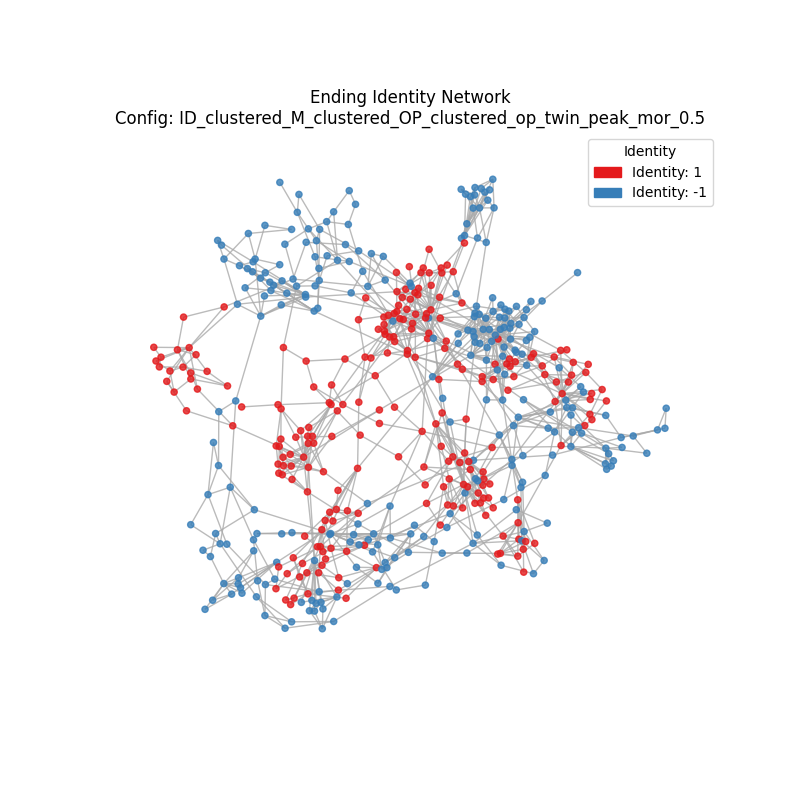 Ending Identity Network
Config: ID_clustered_M_clustered_OP_clustered_op_twin_peak_mor_0.5
Identity
Identity: 1
Identity: -1